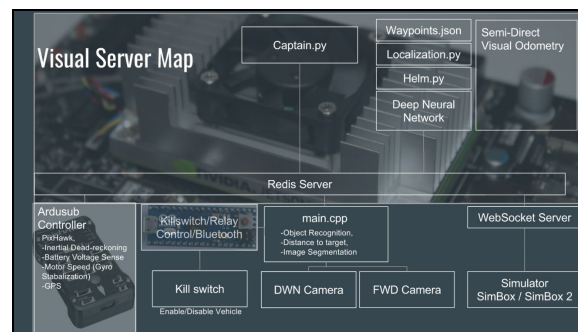 Visual Server Map
Captain.py
Waypoints.json
Localization.py
Helm.py
Deep Neural
Network
Semi-Direct
Visual Odometry
Redis Server
Ardusub
Controller
PixHawk,
-Inertial Dead-reckoning
-Battery Voltage Sense
-Motor Speed (Gyro
Stabalization)
-GPS
Killswitch/Relay
Control/Bluetooth
Kill switch
Enable/Disable Vehicle
main.cpp
-Object Recognition,
-Distance to target,
-Image Segmentation
DWN Camera
FWD Camera
WebSocket Server
Simulator
SimBox / SimBox 2